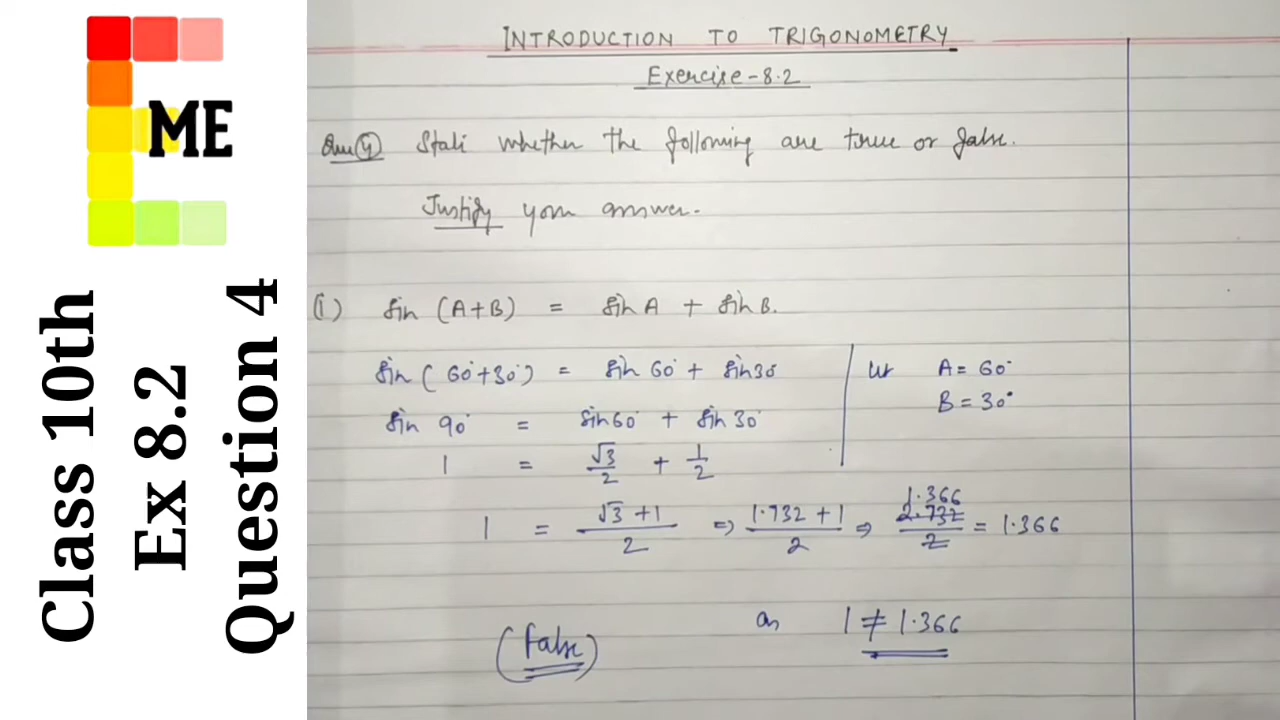 ME
Class 10th
Ex 8.2
Question 4
INTRODUCTION TO TRIGONOMETRY
Exercise-8.2
Ques (4) State whether the following are true or false.
Justify your answer.
(i) sin (A+B) = sin A + sin B.
sin (60°+30°) = sin 60° + sin 30° let A = 60°
sin 90° = sin 60° + sin 30° B = 30°
1 = √3/2 + 1/2
1 = (√3 + 1)/2 => (1.732 + 1)/2 => 1.366 2.732/2 = 1.366
(False) as 1 ≠ 1.366